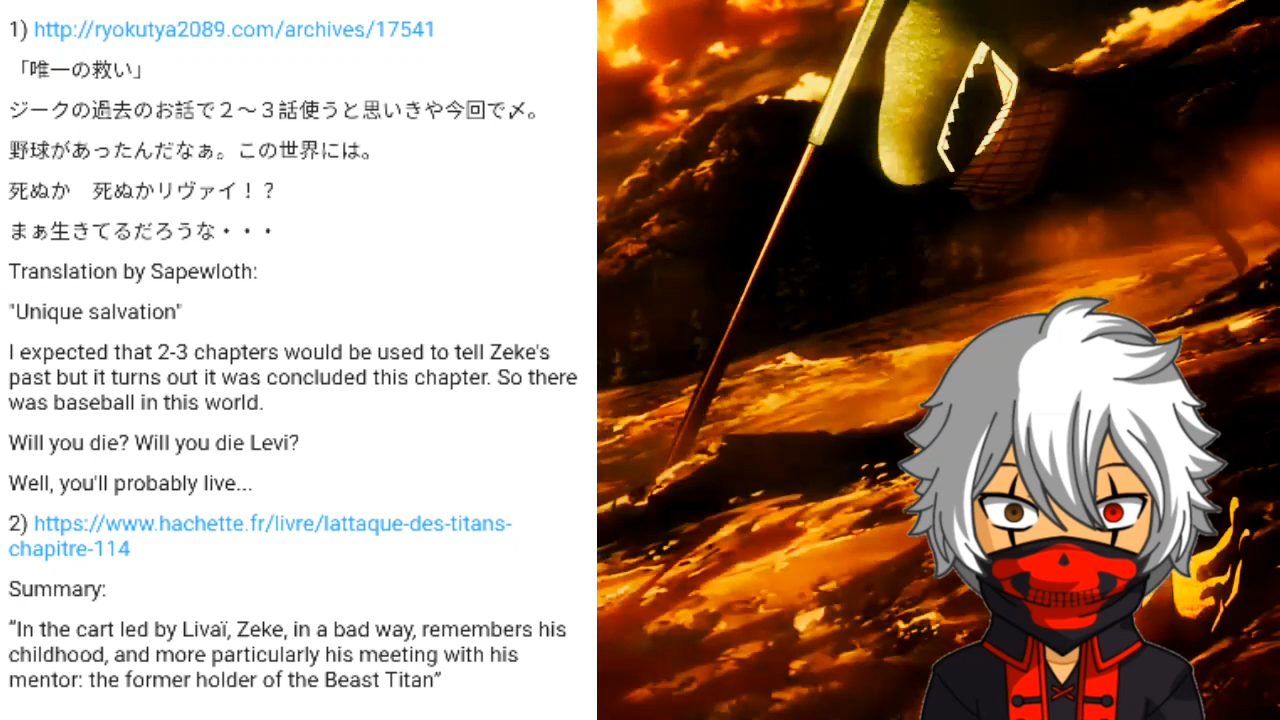 1) http://ryokutya2089.com/archives/17541
「唯一の救い」
ジークの過去のお話で２～３話使うと思いきや今回で〆。
野球があったんだなぁ。この世界には。
死ぬか　死ぬかリヴァイ！？
まぁ生きてるだろうな・・・
Translation by Sapewloth:
"Unique salvation"
I expected that 2-3 chapters would be used to tell Zeke's
past but it turns out it was concluded this chapter. So there
was baseball in this world.
Will you die? Will you die Levi?
Well, you'll probably live...
2) https://www.hachette.fr/livre/lattaque-des-titans-
chapitre-114
Summary:
“In the cart led by Livaï, Zeke, in a bad way, remembers his
childhood, and more particularly his meeting with his
mentor: the former holder of the Beast Titan”